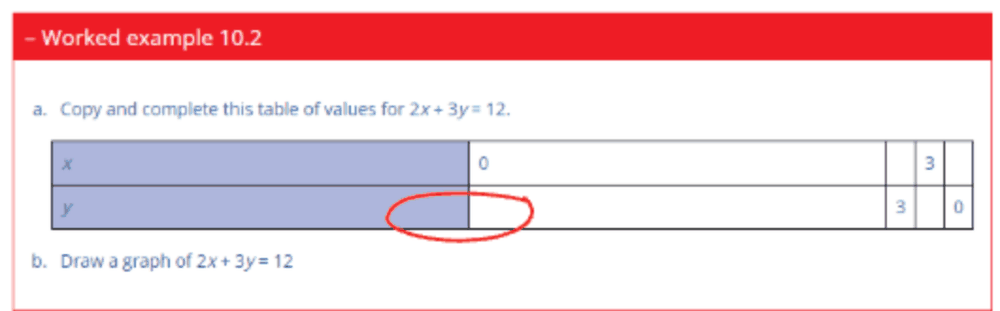 – Worked example 10.2
a. Copy and complete this table of values for 2x + 3y = 12.
x 0 3
y 3 0
b. Draw a graph of 2x + 3y = 12